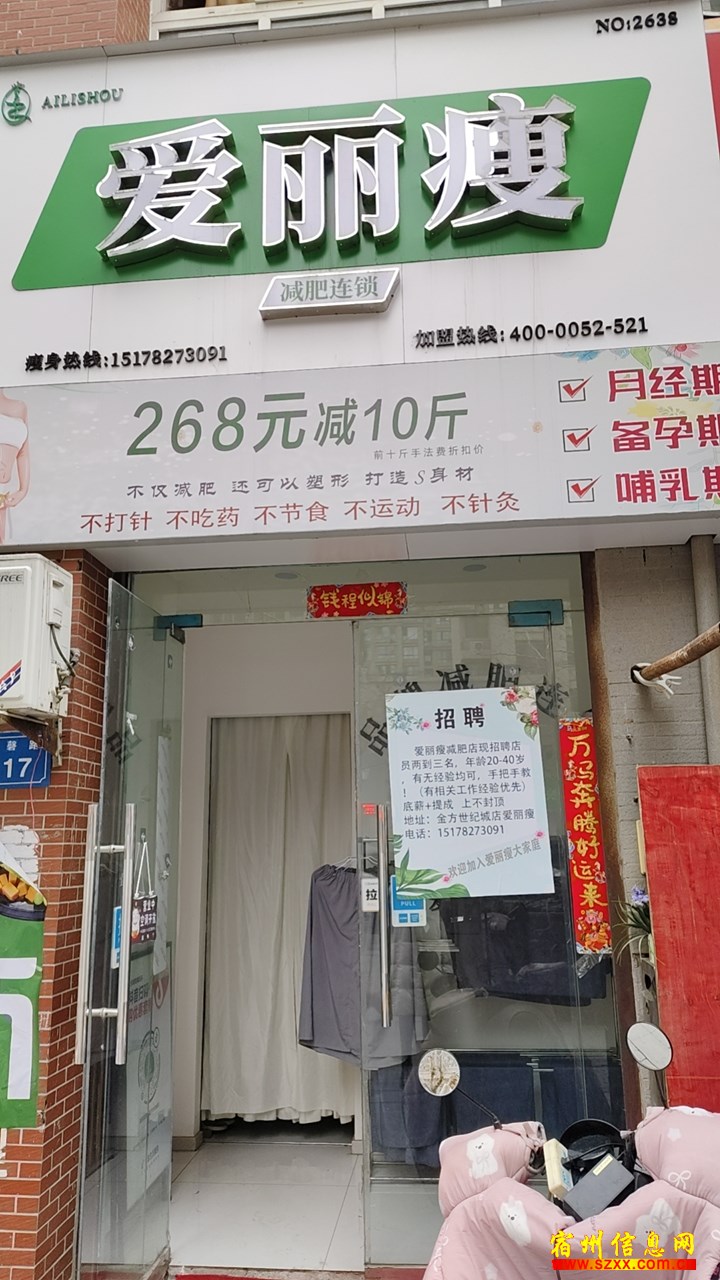 NO:2638
AILISHOU
爱丽瘦
减肥连锁
瘦身热线:15178273091
加盟热线:400-0052-521
268元减10斤
前十斤手法费折扣价
不仅减肥 还可以塑形 打造S身材
不打针 不吃药 不节食 不运动 不针灸
月经期
备孕期
哺乳期
钱程似锦
招聘
爱丽瘦减肥店现招聘店
员两到三名，年龄20-40岁
，有无经验均可，手把手教
！（有相关工作经验优先）
底薪+提成 上不封顶
地址：金方世纪城店爱丽瘦
电话：15178273091
欢迎加入爱丽瘦大家庭
万码奔腾好运来
拉
PULL
17
宿州信息网
www.szxx.com.cn